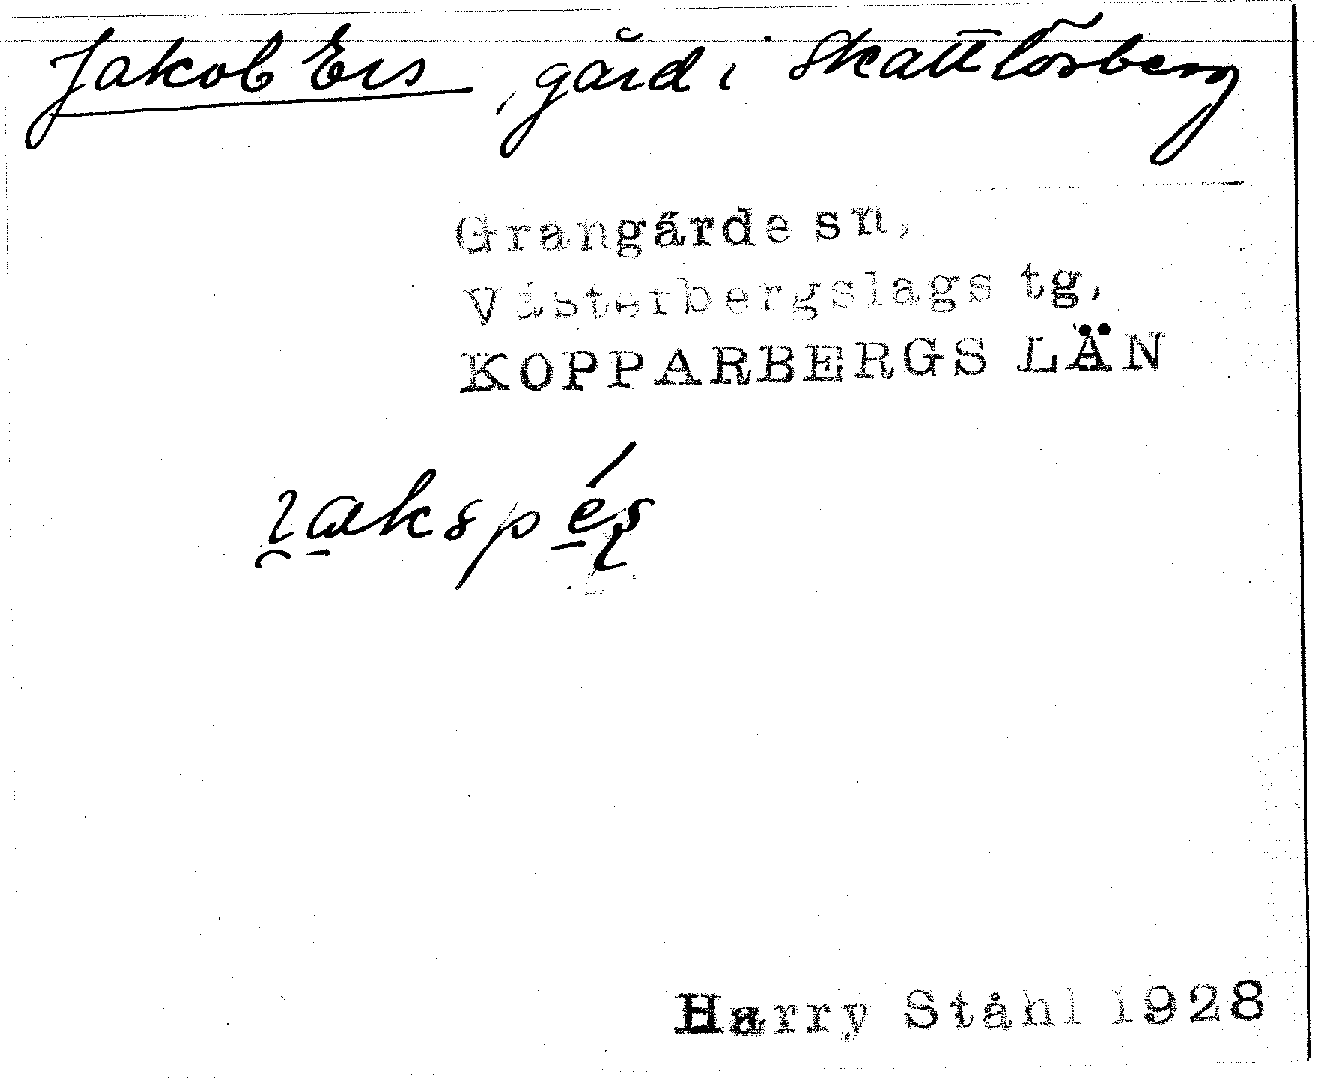 Jakob Ers, gård i Skattlösberg
Grangärde sn,
Västerbergslags tg,
KOPPARBERGS LÄN
Harry Ståhl 1928